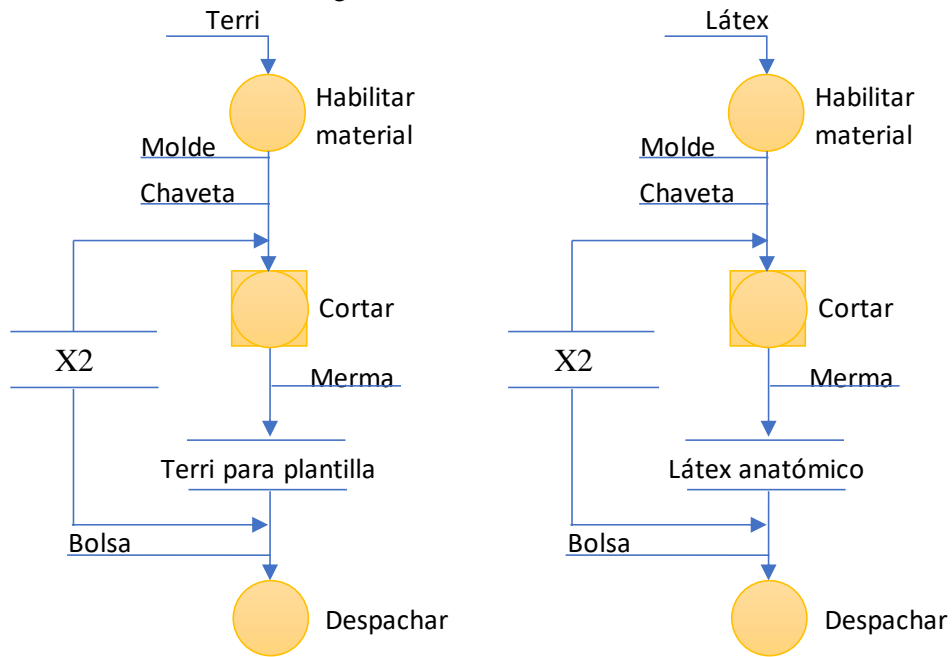 Terri
Habilitar
material
Molde
Chaveta
Cortar
X2
Merma
Terri para plantilla
Bolsa
Despachar
Látex
Habilitar
material
Molde
Chaveta
Cortar
X2
Merma
Látex anatómico
Bolsa
Despachar